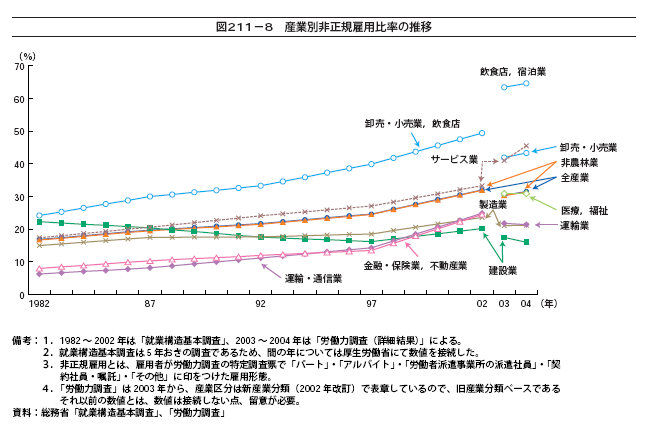 図211－8　産業別非正規雇用比率の推移
(%)
70
60
50
40
30
20
10
0
飲食店，宿泊業
卸売・小売業，飲食店
サービス業
卸売・小売業
非農林業
全産業
製造業
医療，福祉
運輸業
金融・保険業，不動産業
建設業
運輸・通信業
1982 87 92 97 02 03 04 （年）
備考：１．1982～2002年は「就業構造基本調査」、2003～2004年は「労働力調査（詳細結果）」による。
２．就業構造基本調査は5年おきの調査であるため、間の年については厚生労働省にて数値を接続した。
３．非正規雇用とは、雇用者が労働力調査の特定調査票で「パート」・「アルバイト」・「労働者派遣事業所の派遣社員」・「契
約社員・嘱託」・「その他」に印をつけた雇用形態。
４．「労働力調査」は2003年から、産業区分は新産業分類（2002年改訂）で表章しているので、旧産業分類ベースである
それ以前の数値とは、数値は接続しない点、留意が必要。
資料：総務省「就業構造基本調査」、「労働力調査」